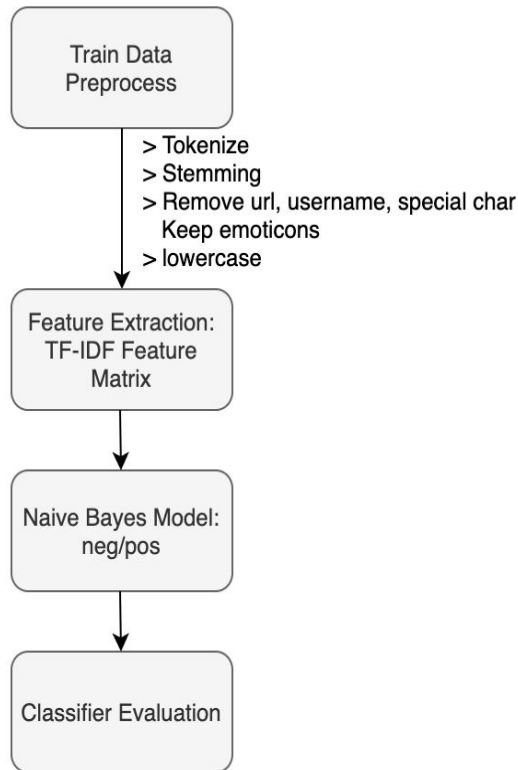 Train Data
Preprocess
> Tokenize
> Stemming
> Remove url, username, special char
Keep emoticons
> lowercase
Feature Extraction:
TF-IDF Feature
Matrix
Naive Bayes Model:
neg/pos
Classifier Evaluation